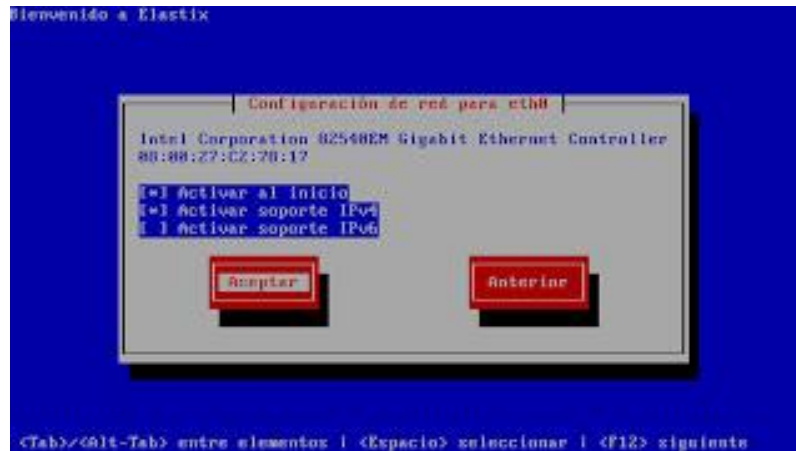 Bienvenido a Elastix
Configuración de red para eth0
Intel Corporation 82540EM Gigabit Ethernet Controller
08:00:27:C2:78:17
[*] Activar al inicio
[*] Activar soporte IPv4
[ ] Activar soporte IPv6
Aceptar Anterior
<Tab>/<Alt-Tab> entre elementos | <Espacio> seleccionar | <F12> siguiente